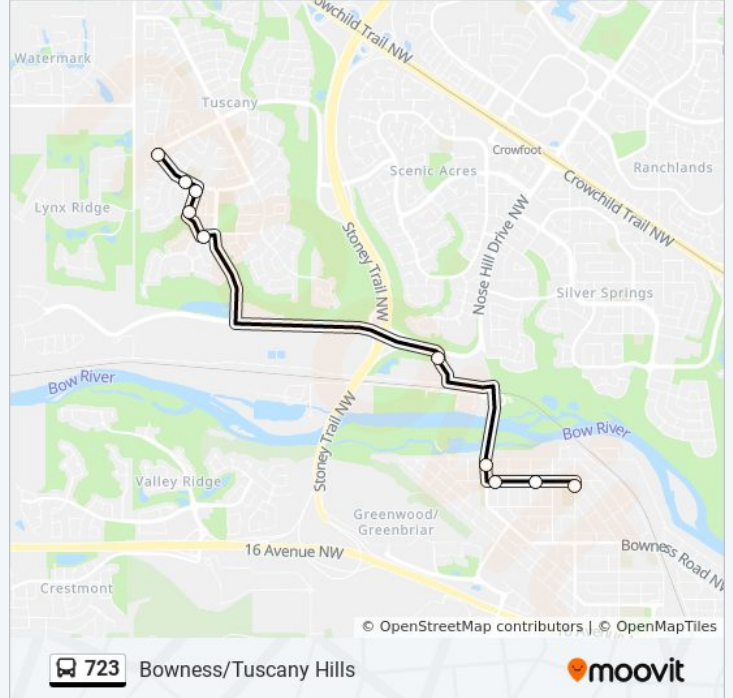 owchild Trail NW
Watermark
Tuscany
Crowfoot
Scenic Acres
Ranchlands
Crowchild Trail NW
Lynx Ridge
Nose Hill Drive NW
Stoney Trail NW
Silver Springs
Bow River
Stoney Trail NW
Bow River
Valley Ridge
Greenwood/
Greenbriar
16 Avenue NW
Bowness Road NW
Crestmont
© OpenStreetMap contributors | © OpenMapTiles
723 Bowness/Tuscany Hills
moovit